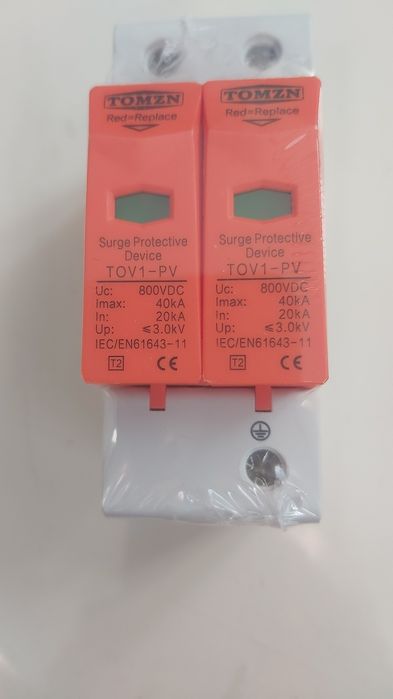 TOMZN
Red=Replace
Surge Protective
Device
TOV1-PV
Uc: 800VDC
Imax: 40kA
In: 20kA
Up: ≤3.0kV
IEC/EN61643-11
T2 CE
TOMZN
Red=Replace
Surge Protective
Device
TOV1-PV
Uc: 800VDC
Imax: 40kA
In: 20kA
Up: ≤3.0kV
IEC/EN61643-11
T2 CE